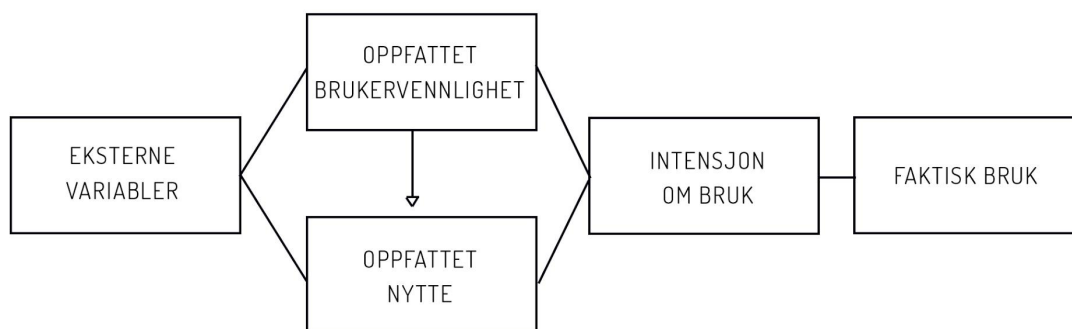 EKSTERNE
VARIABLER
OPPFATTET
BRUKERVENNLIGHET
OPPFATTET
NYTTE
INTENSJON
OM BRUK
FAKTISK BRUK